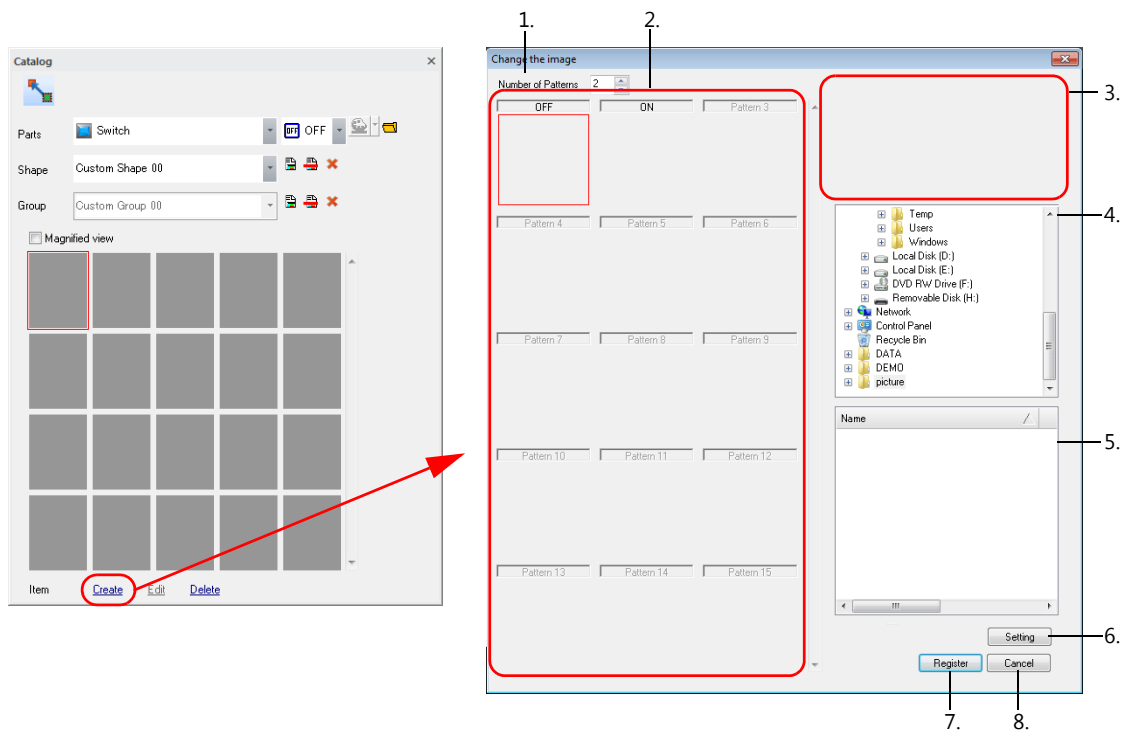 1. 2.
Catalog
Change the image
Number of Patterns 2
3.
OFF ON Pattern 3
Parts Switch OFF OFF
Shape Custom Shape 00
Group Custom Group 00
Magnified view
Pattern 4 Pattern 5 Pattern 6
4.
Temp
Users
Windows
Local Disk (D:)
Local Disk (E:)
DVD RW Drive (F:)
Removable Disk (H:)
Network
Control Panel
Recycle Bin
DATA
DEMO
picture
Pattern 7 Pattern 8 Pattern 9
Name
5.
Pattern 10 Pattern 11 Pattern 12
Pattern 13 Pattern 14 Pattern 15
Item Create Edit Delete
Setting
6.
Register Cancel
7. 8.